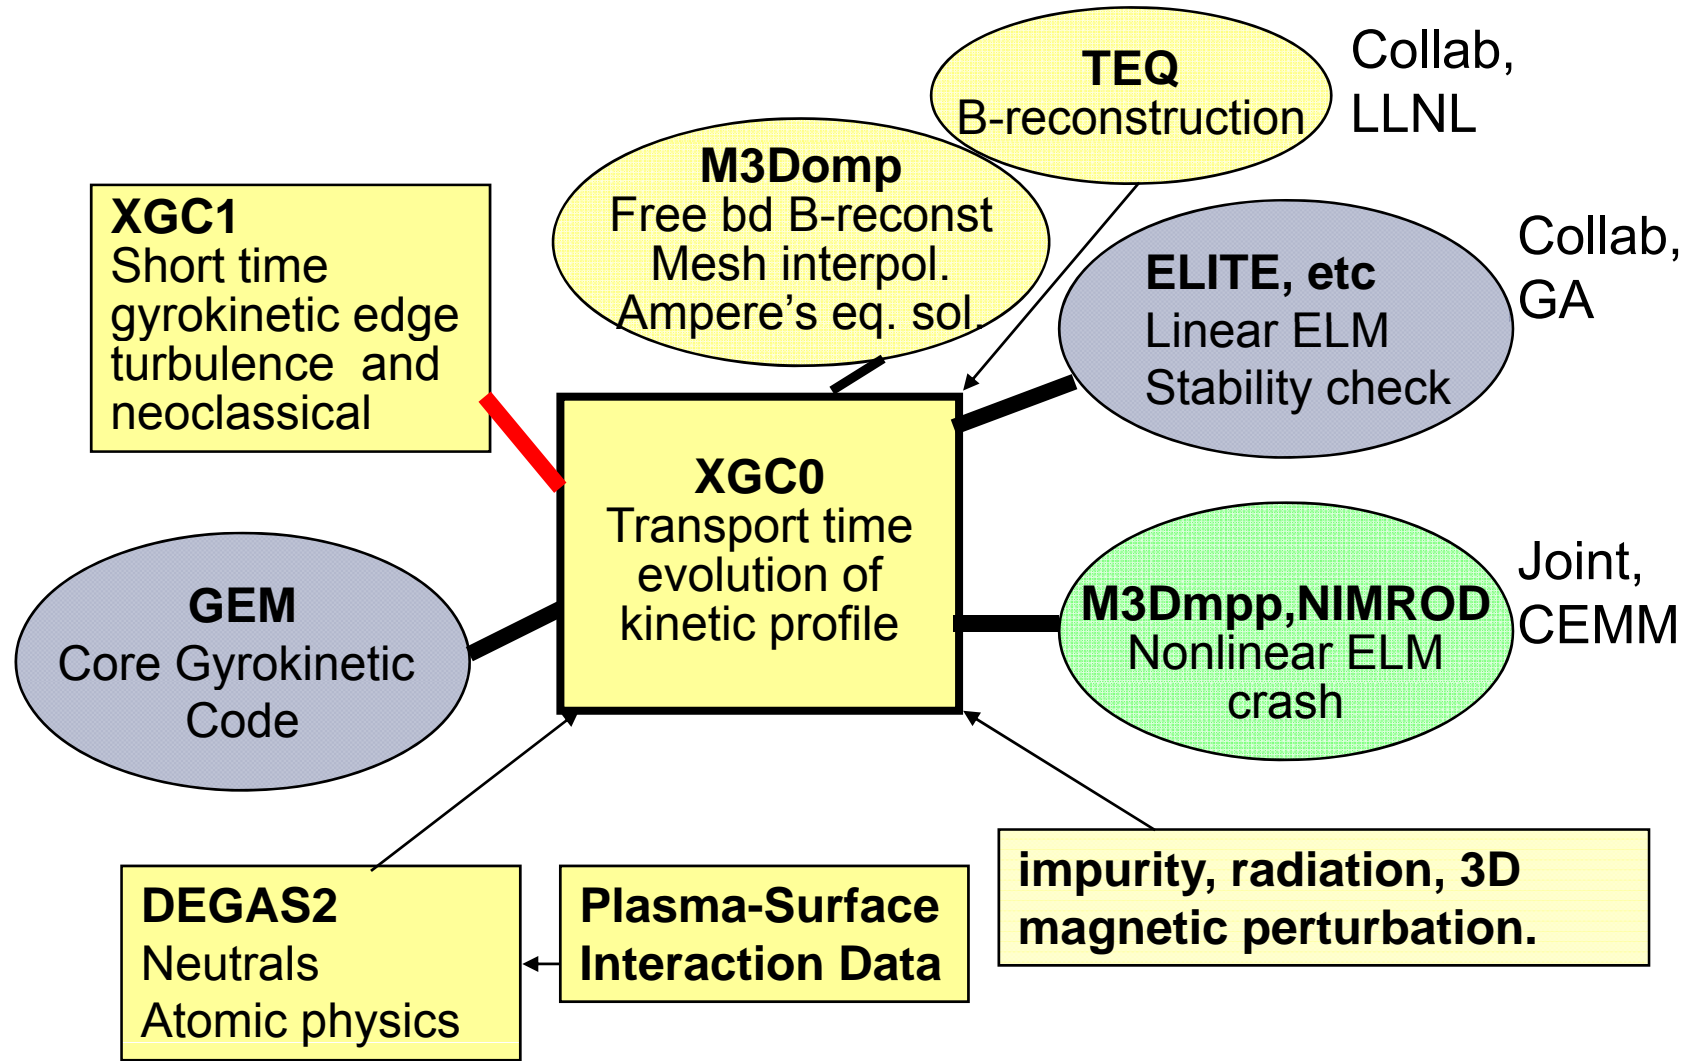 TEQ
B-reconstruction
Collab,
LLNL
M3Domp
Free bd B-reconst
Mesh interpol.
Ampere's eq. sol.
XGC1
Short time
gyrokinetic edge
turbulence and
neoclassical
ELITE, etc
Linear ELM
Stability check
Collab,
GA
XGC0
Transport time
evolution of
kinetic profile
GEM
Core Gyrokinetic
Code
M3Dmpp,NIMROD
Nonlinear ELM
crash
Joint,
CEMM
DEGAS2
Neutrals
Atomic physics
Plasma-Surface
Interaction Data
impurity, radiation, 3D
magnetic perturbation.